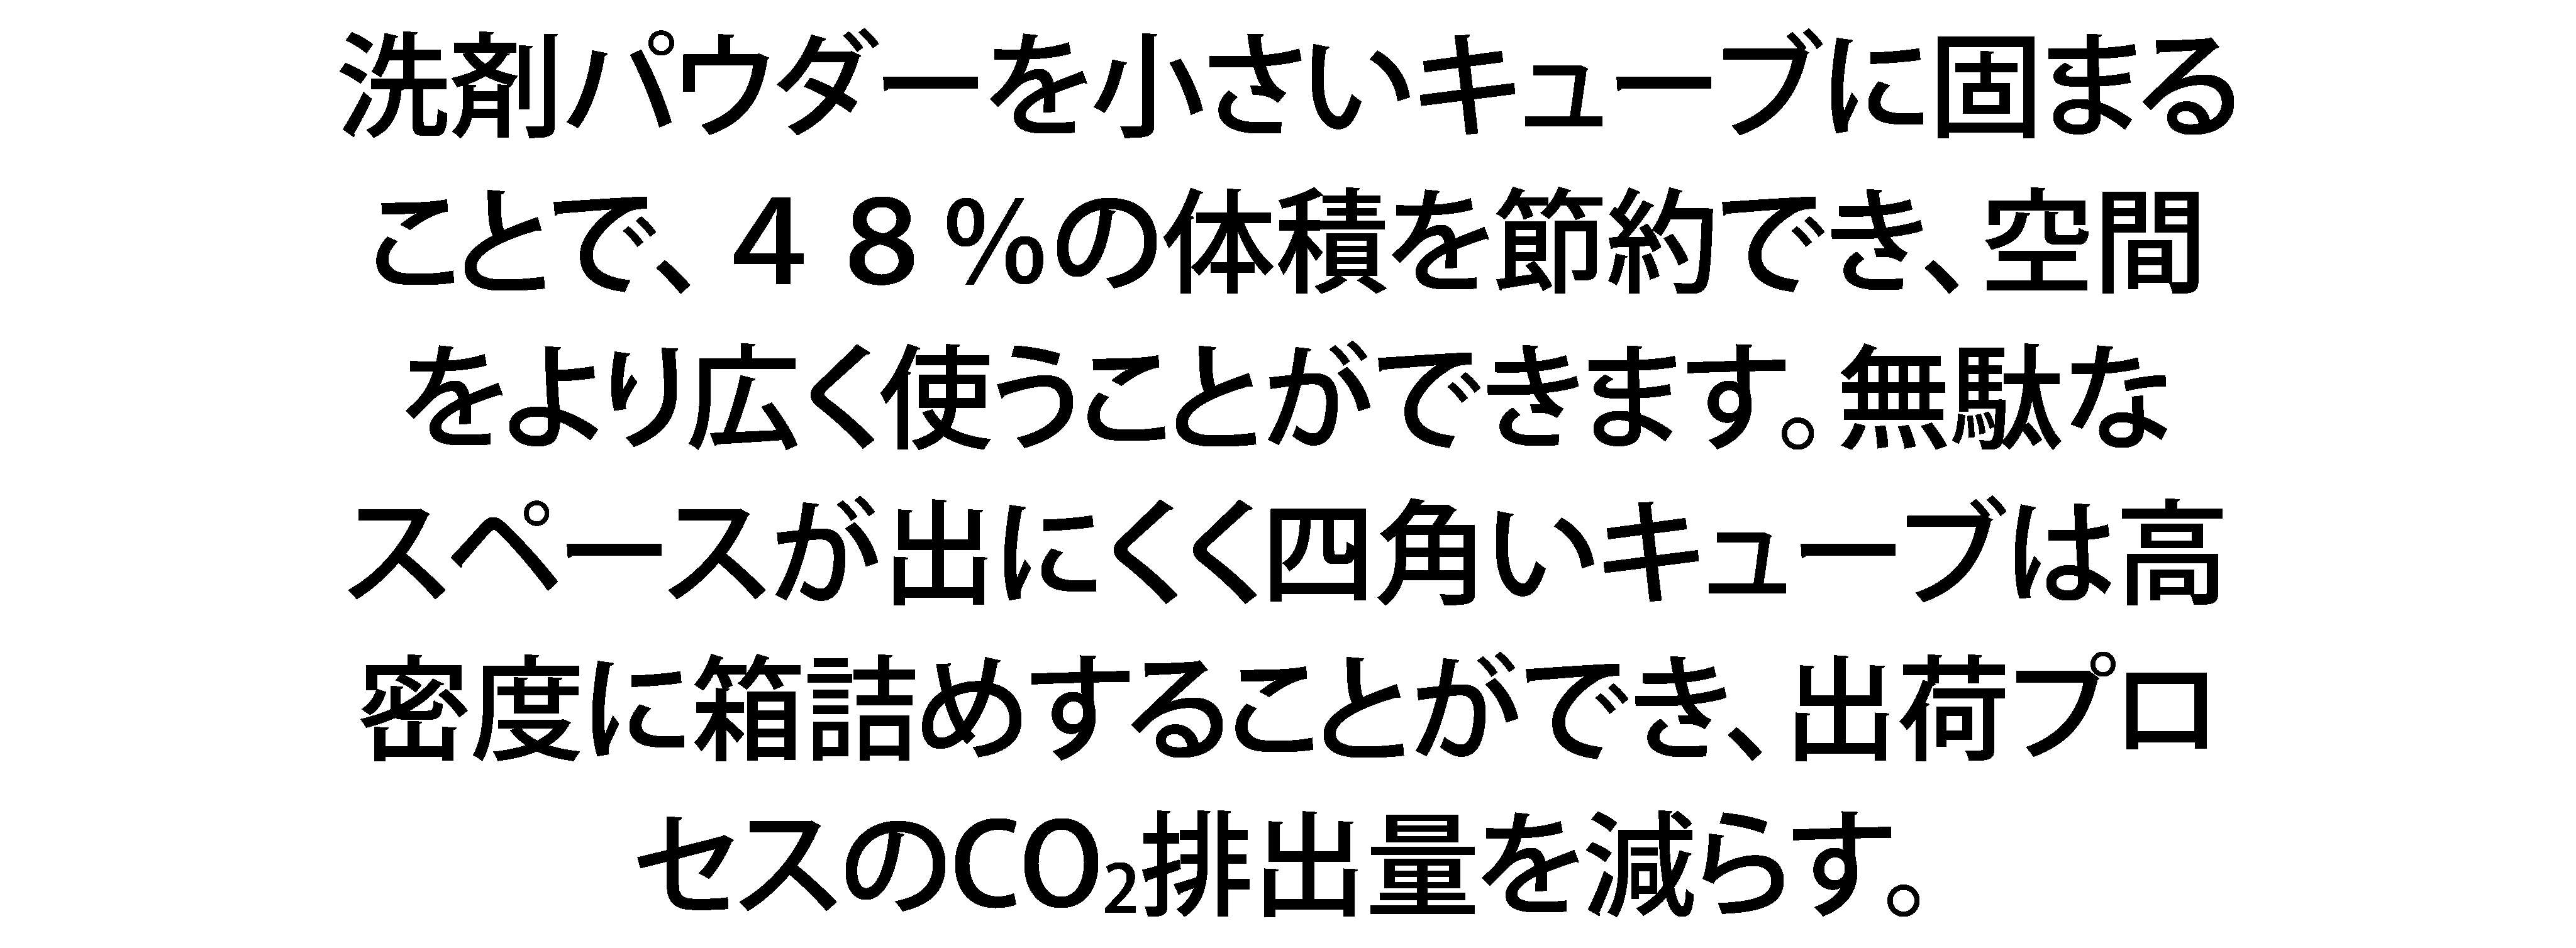 洗剤パウダーを小さいキューブに固まる
ことで、４８％の体積を節約でき、空間
をより広く使うことができます。無駄な
スペースが出にくく四角いキューブは高
密度に箱詰めすることができ、出荷プロ
セスのCO₂排出量を減らす。